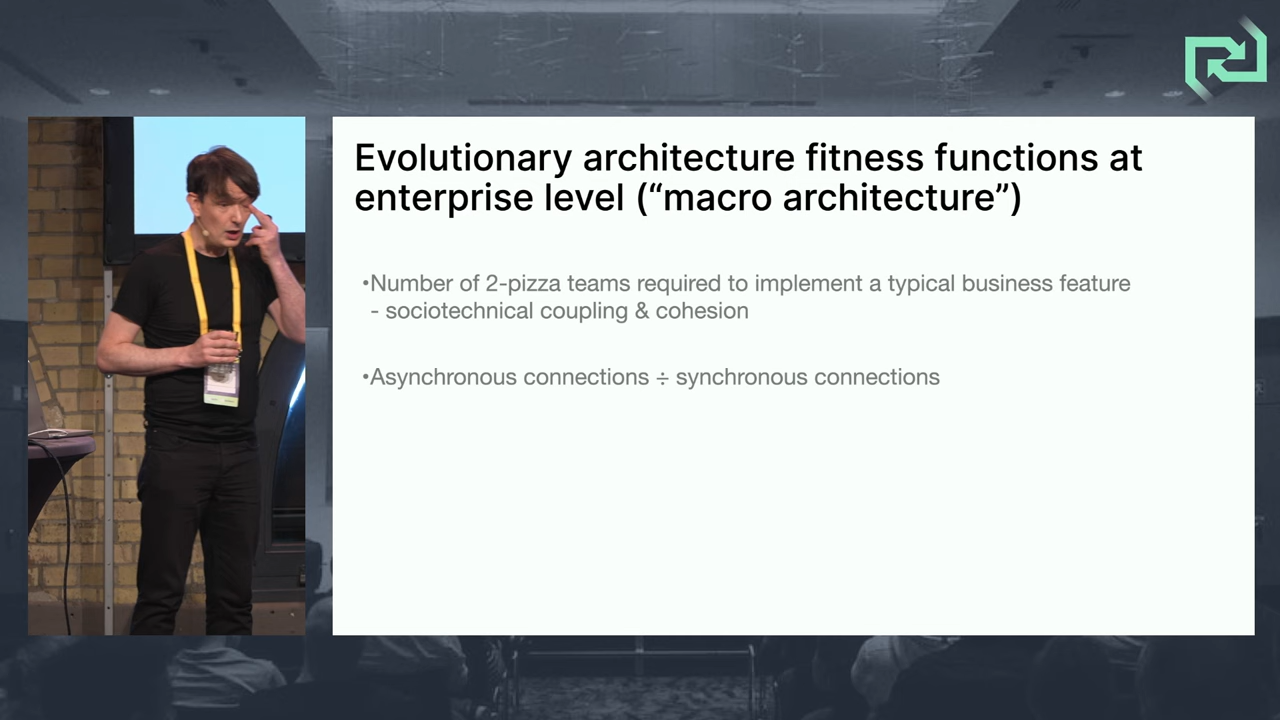 Evolutionary architecture fitness functions at
enterprise level (“macro architecture”)
•Number of 2-pizza teams required to implement a typical business feature
- sociotechnical coupling & cohesion
•Asynchronous connections ÷ synchronous connections